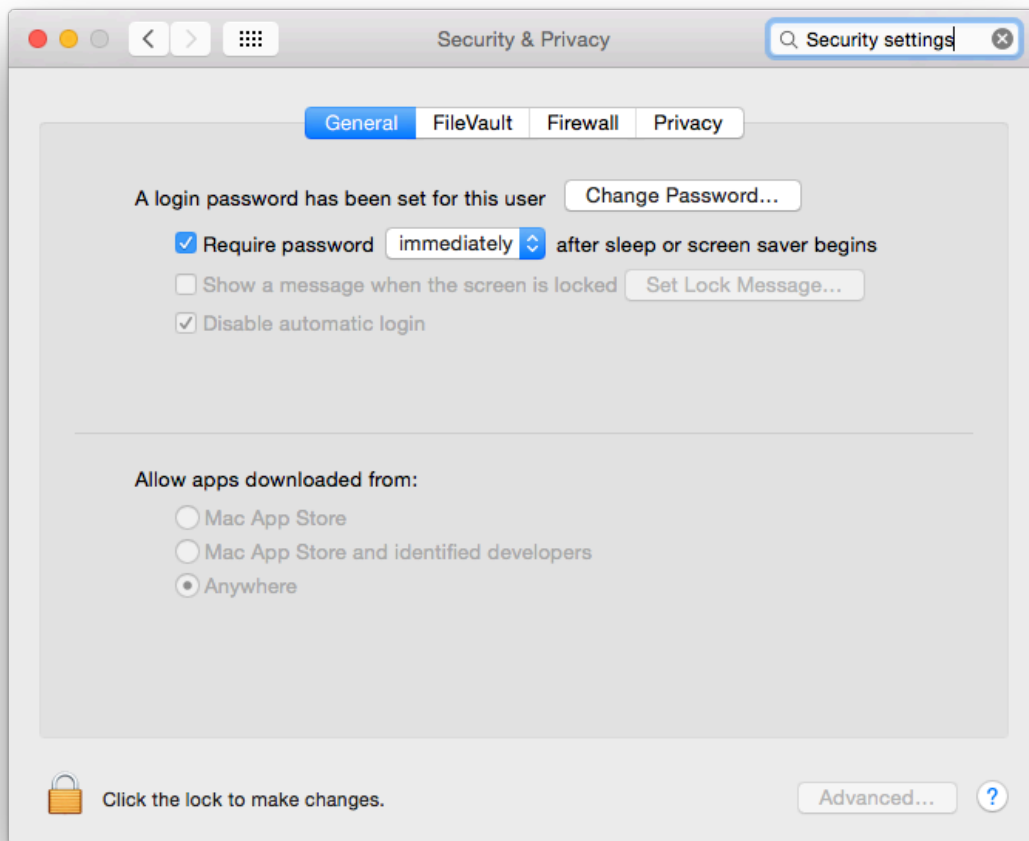 Security & Privacy
Security settings
General FileVault Firewall Privacy
A login password has been set for this user Change Password...
Require password immediately after sleep or screen saver begins
Show a message when the screen is locked Set Lock Message...
Disable automatic login
Allow apps downloaded from:
Mac App Store
Mac App Store and identified developers
Anywhere
Click the lock to make changes.
Advanced... ?